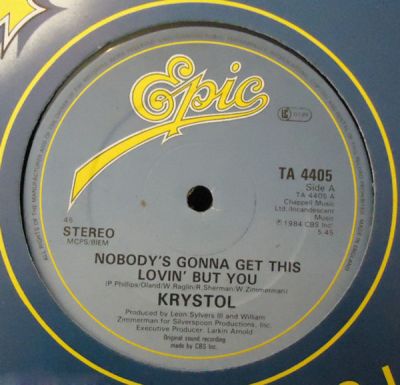 Epic
TA 4405
Side A
TA 4405 A
Chappell Music
Ltd./Incandescent
Music
℗ 1984 CBS Inc.
5.45
45
STEREO
MCPS/BIEM
NOBODY'S GONNA GET THIS
LOVIN' BUT YOU
(P.Phillips/Oland/W.Raglin/R.Sherman/W.Zimmerman)
KRYSTOL
Produced by Leon Sylvers III and William
Zimmerman for Silverspoon Productions, Inc.
Executive Producer: Larkin Arnold
Original sound recording
made by CBS Inc.